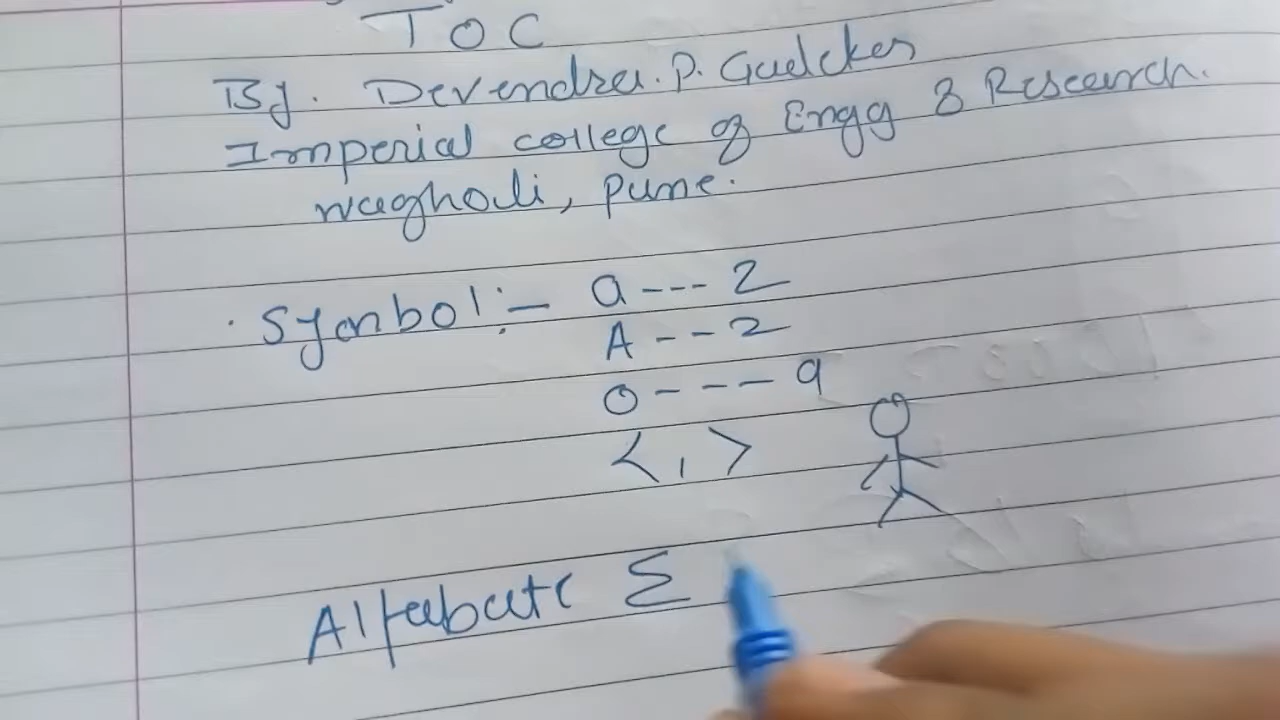 TOC
By. Devendra. P. Gadekar
Imperial college of Engg & Research.
wagholi, pune.
Symbol :- a --- z
A -- z
0 --- 9
< , >
Alfabate Σ